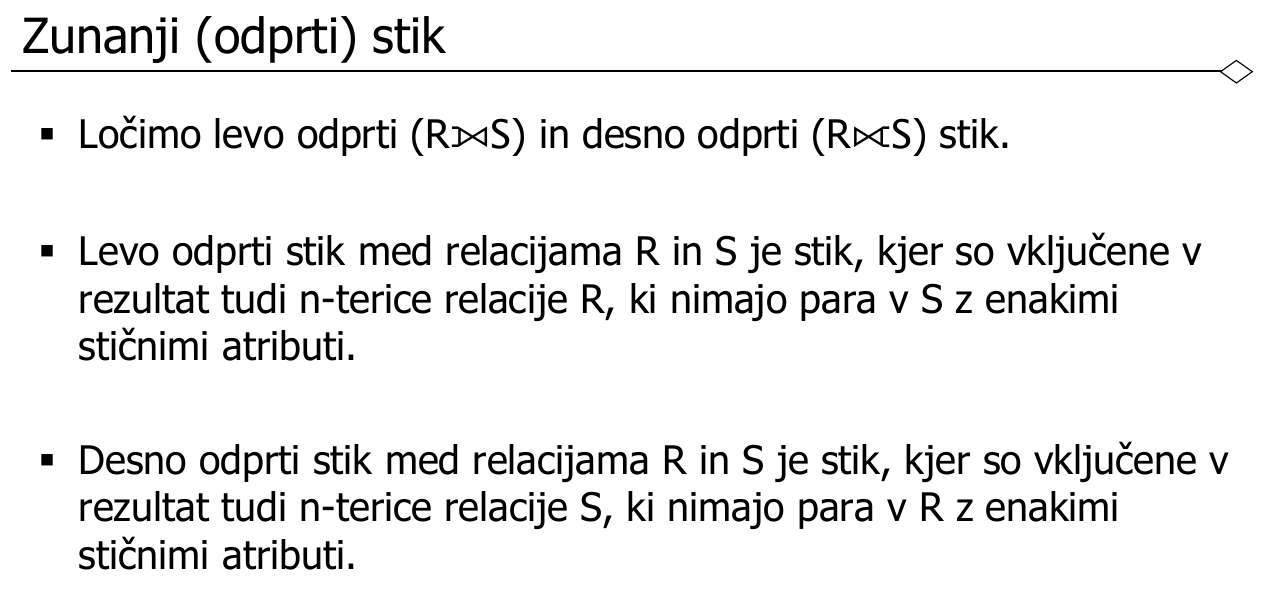 Zunanji (odprti) stik
▪ Ločimo levo odprti (R⟕S) in desno odprti (R⟖S) stik.
▪ Levo odprti stik med relacijama R in S je stik, kjer so vključene v
rezultat tudi n-terice relacije R, ki nimajo para v S z enakimi
stičnimi atributi.
▪ Desno odprti stik med relacijama R in S je stik, kjer so vključene v
rezultat tudi n-terice relacije S, ki nimajo para v R z enakimi
stičnimi atributi.